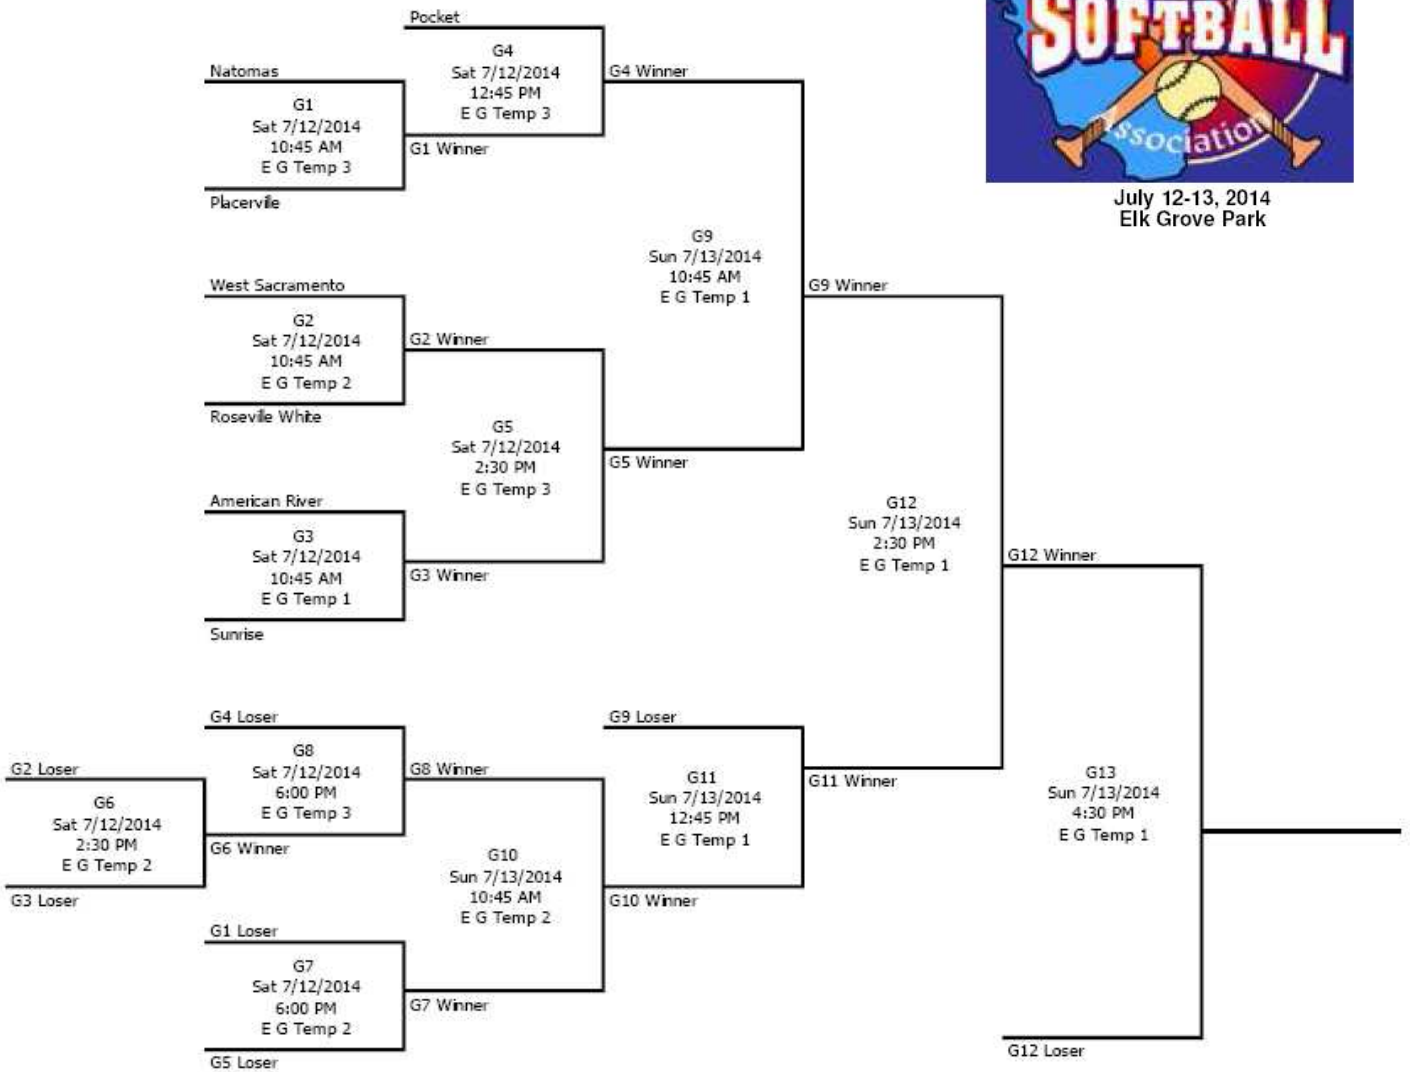 SOFTBALL
Association
July 12-13, 2014
Elk Grove Park
Pocket
G4
Sat 7/12/2014
12:45 PM
E G Temp 3
G4 Winner
Natomas
G1
Sat 7/12/2014
10:45 AM
E G Temp 3
G1 Winner
Placerville
G9
Sun 7/13/2014
10:45 AM
E G Temp 1
G9 Winner
West Sacramento
G2
Sat 7/12/2014
10:45 AM
E G Temp 2
G2 Winner
Roseville White
G5
Sat 7/12/2014
2:30 PM
E G Temp 3
G5 Winner
American River
G3
Sat 7/12/2014
10:45 AM
E G Temp 1
G3 Winner
Sunrise
G12
Sun 7/13/2014
2:30 PM
E G Temp 1
G12 Winner
G4 Loser
G8
Sat 7/12/2014
6:00 PM
E G Temp 3
G8 Winner
G2 Loser
G6
Sat 7/12/2014
2:30 PM
E G Temp 2
G6 Winner
G3 Loser
G9 Loser
G11
Sun 7/13/2014
12:45 PM
E G Temp 1
G11 Winner
G10
Sun 7/13/2014
10:45 AM
E G Temp 2
G10 Winner
G1 Loser
G7
Sat 7/12/2014
6:00 PM
E G Temp 2
G7 Winner
G5 Loser
G13
Sun 7/13/2014
4:30 PM
E G Temp 1
G12 Loser